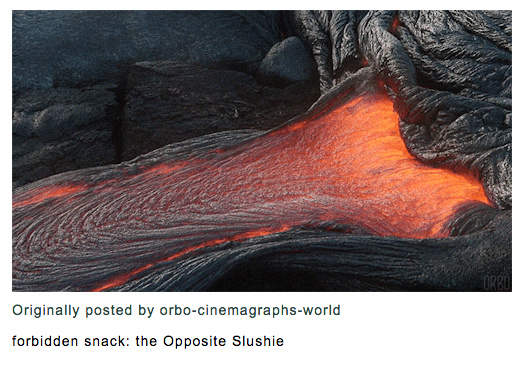 ORBO
Originally posted by orbo-cinemagraphs-world
forbidden snack: the Opposite Slushie